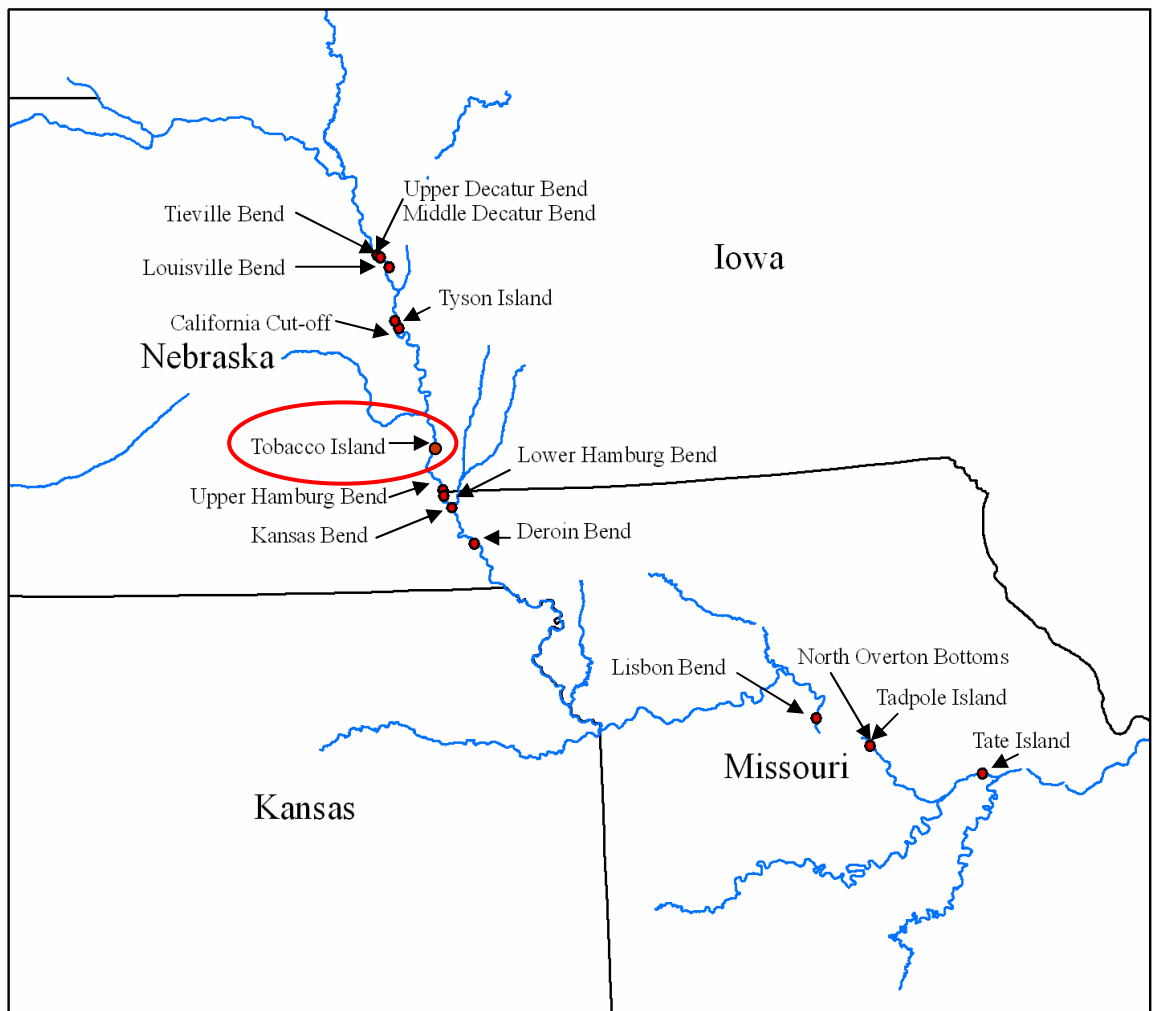 Upper Decatur Bend
Middle Decatur Bend
Tieville Bend
Iowa
Louisville Bend
Tyson Island
California Cut-off
Nebraska
Tobacco Island
Lower Hamburg Bend
Upper Hamburg Bend
Kansas Bend
Deroin Bend
North Overton Bottoms
Lisbon Bend
Tadpole Island
Tate Island
Missouri
Kansas